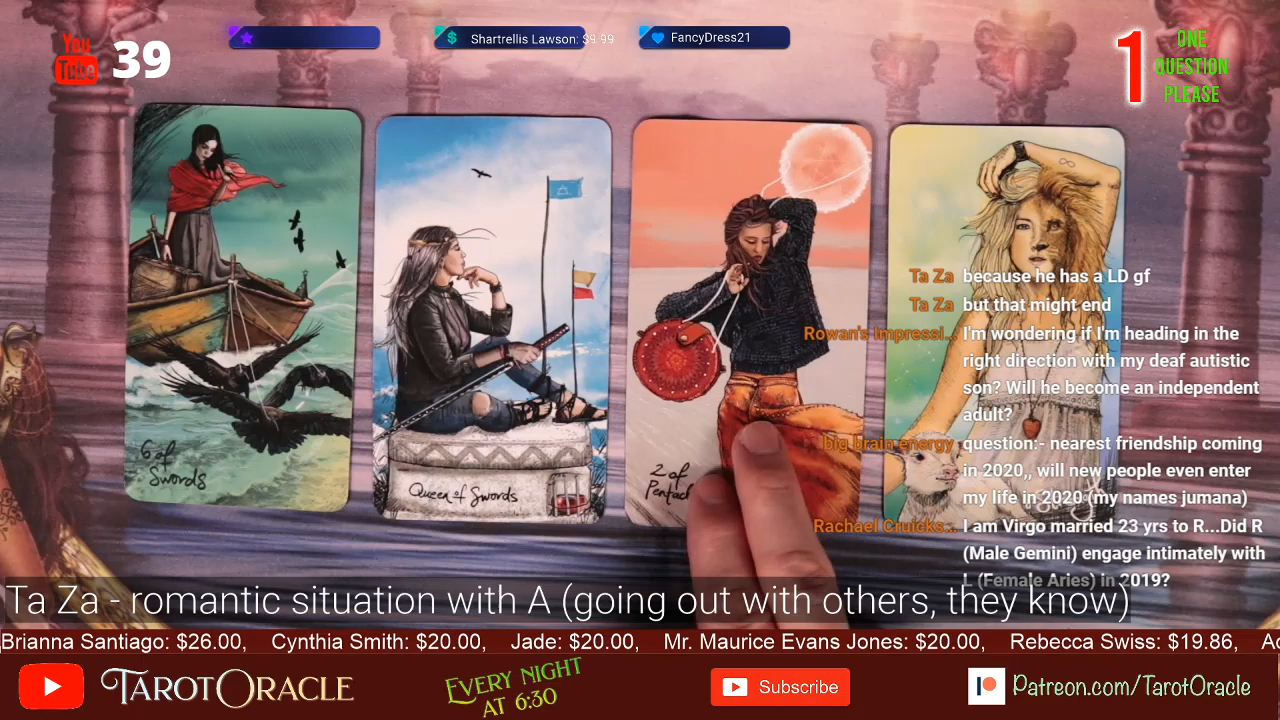 You
Tube
39
Shartrellis Lawson: $9.99
FancyDress21
1
ONE
QUESTION
PLEASE
6 of
Swords
Queen of Swords
2 of
Ta Za because he has a LD gf
Ta Za but that might end
Rowan's Impressi... I'm wondering if I'm heading in the
right direction with my deaf autistic
son? Will he become an independent
adult?
big brain energy question:- nearest friendship coming
in 2020,, will new people even enter
my life in 2020 (my names jumana)
Rachael Cruicks... I am Virgo married 23 yrs to R...Did R
(Male Gemini) engage intimately with
L (Female Aries) in 2019?
Ta Za - romantic situation with A (going out with others, they know)
Brianna Santiago: $26.00, Cynthia Smith: $20.00, Jade: $20.00, Mr. Maurice Evans Jones: $20.00, Rebecca Swiss: $19.86,
TAROTORACLE
EVERY NIGHT
AT 6:30
Subscribe
Patreon.com/TarotOracle